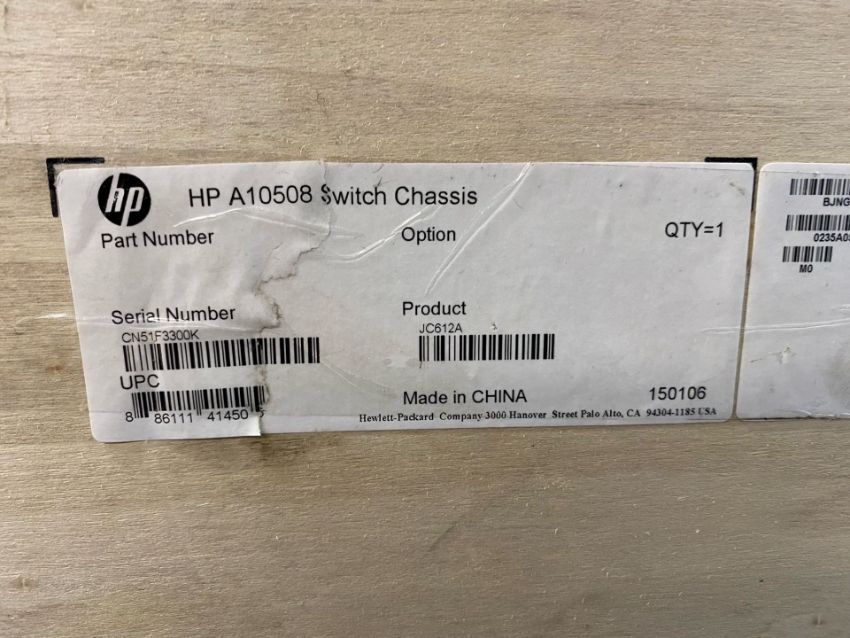 hp
HP A10508 Switch Chassis
Part Number
Option
QTY=1
Serial Number
CN51F3300K
Product
JC612A
UPC
8 86111 41450
Made in CHINA
150106
Hewlett-Packard Company 3000 Hanover Street Palo Alto, CA 94304-1185 USA
BJNG
0235A0
M0